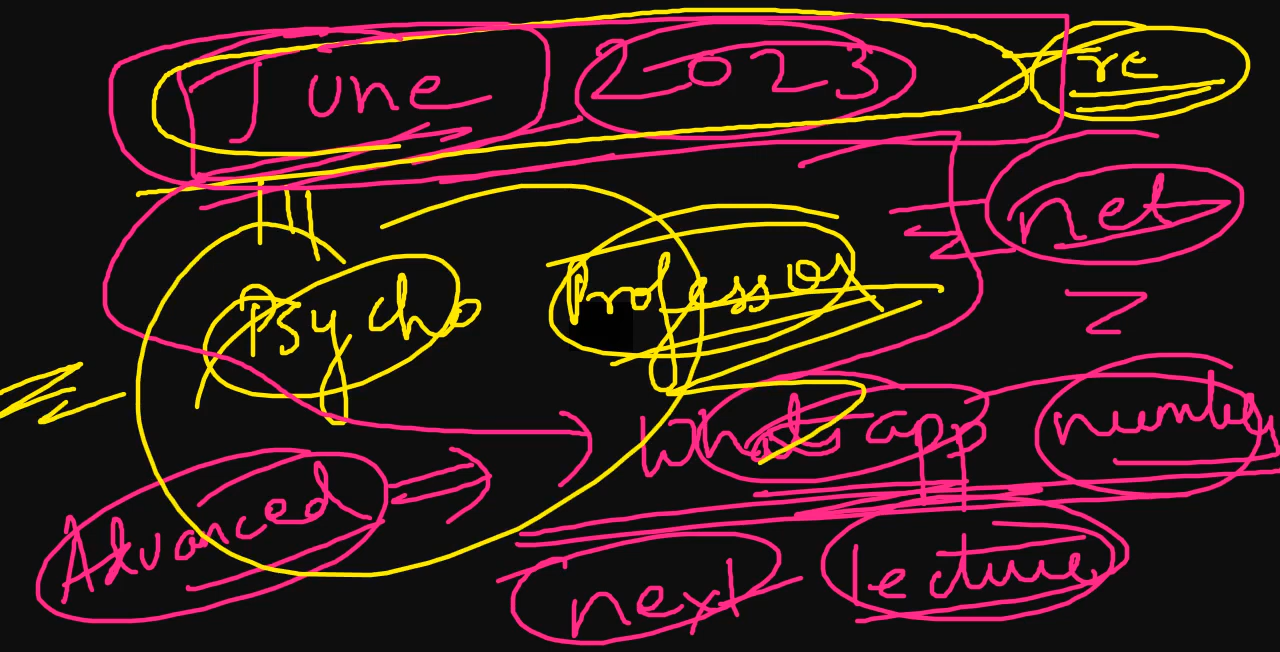 June 2023 re
net
Psycho Professor
Whatsapp number
Advanced
next lecture